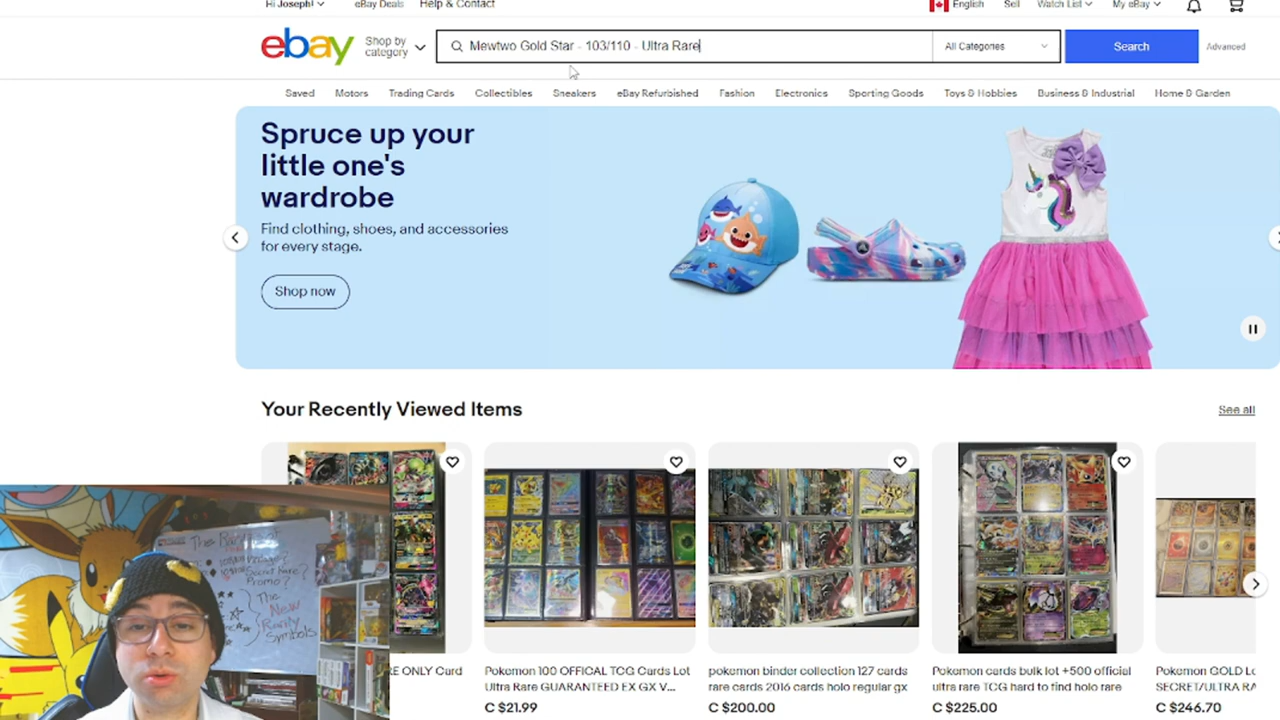 Hi Joseph!
eBay Deals
Help & Contact
English
Sell
Watch List
My eBay
ebay
Shop by
category
Mewtwo Gold Star - 103/110 - Ultra Rare
All Categories
Search
Advanced
Saved
Motors
Trading Cards
Collectibles
Sneakers
eBay Refurbished
Fashion
Electronics
Sporting Goods
Toys & Hobbies
Business & Industrial
Home & Garden
Spruce up your
little one's
wardrobe
Find clothing, shoes, and accessories
for every stage.
Shop now
Your Recently Viewed Items
See all
RE ONLY Card
Pokemon 100 OFFICAL TCG Cards Lot
Ultra Rare GUARANTEED EX GX V...
C $21.99
pokemon binder collection 127 cards
rare cards 2016 cards holo regular gx
C $200.00
Pokemon cards bulk lot +500 official
ultra rare TCG hard to find holo rare
C $225.00
Pokemon GOLD Lo
SECRET/ULTRA RA
C $246.70
The
Secret Rare?
Promo?
The
New
Rarity
Symbols